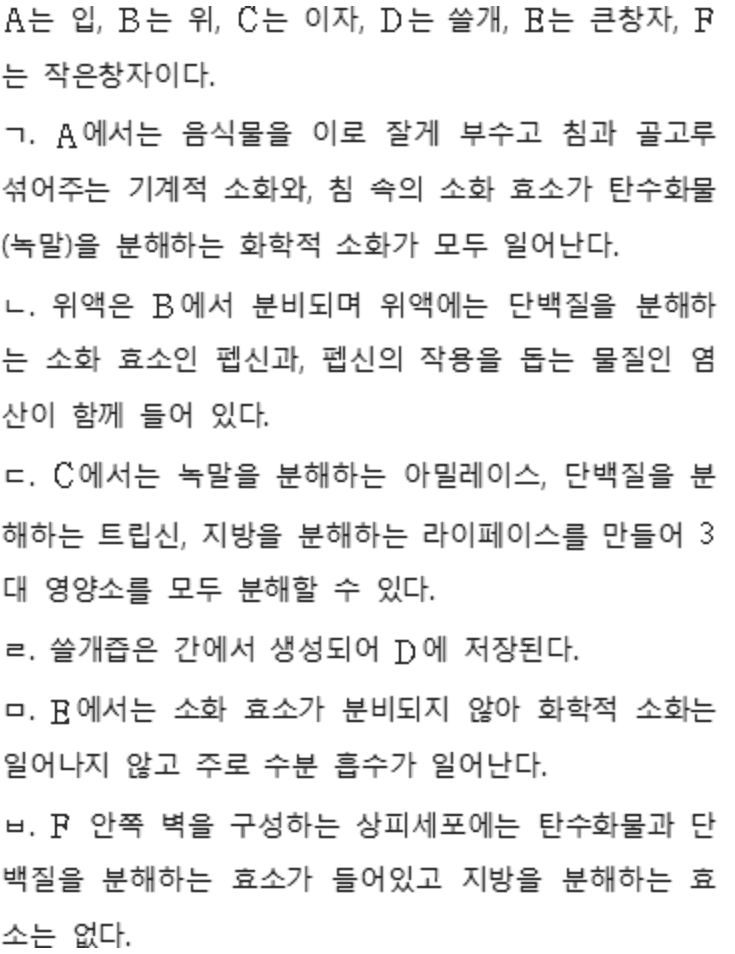 A는 입, B는 위, C는 이자, D는 쓸개, E는 큰창자, F
는 작은창자이다.
ㄱ. A에서는 음식물을 이로 잘게 부수고 침과 골고루
섞어주는 기계적 소화와, 침 속의 소화 효소가 탄수화물
(녹말)을 분해하는 화학적 소화가 모두 일어난다.
ㄴ. 위액은 B에서 분비되며 위액에는 단백질을 분해하
는 소화 효소인 펩신과, 펩신의 작용을 돕는 물질인 염
산이 함께 들어 있다.
ㄷ. C에서는 녹말을 분해하는 아밀레이스, 단백질을 분
해하는 트립신, 지방을 분해하는 라이페이스를 만들어 3
대 영양소를 모두 분해할 수 있다.
ㄹ. 쓸개즙은 간에서 생성되어 D에 저장된다.
ㅁ. E에서는 소화 효소가 분비되지 않아 화학적 소화는
일어나지 않고 주로 수분 흡수가 일어난다.
ㅂ. F 안쪽 벽을 구성하는 상피세포에는 탄수화물과 단
백질을 분해하는 효소가 들어있고 지방을 분해하는 효
소는 없다.